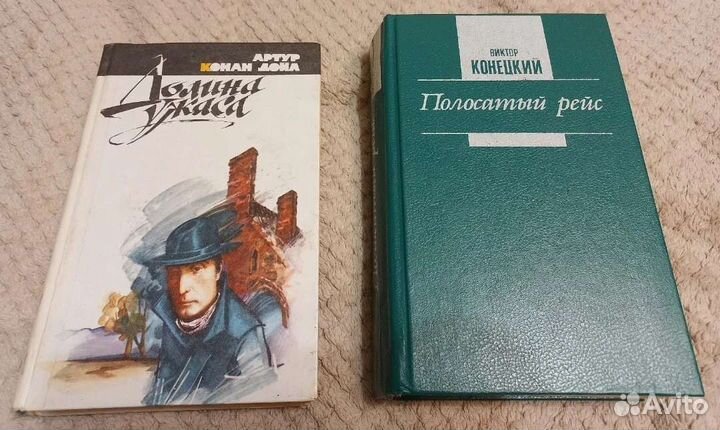 АРТУР
КОНАН ДОЙЛ
Долина
ужаса
ВИКТОР
КОНЕЦКИЙ
Полосатый рейс
Avito